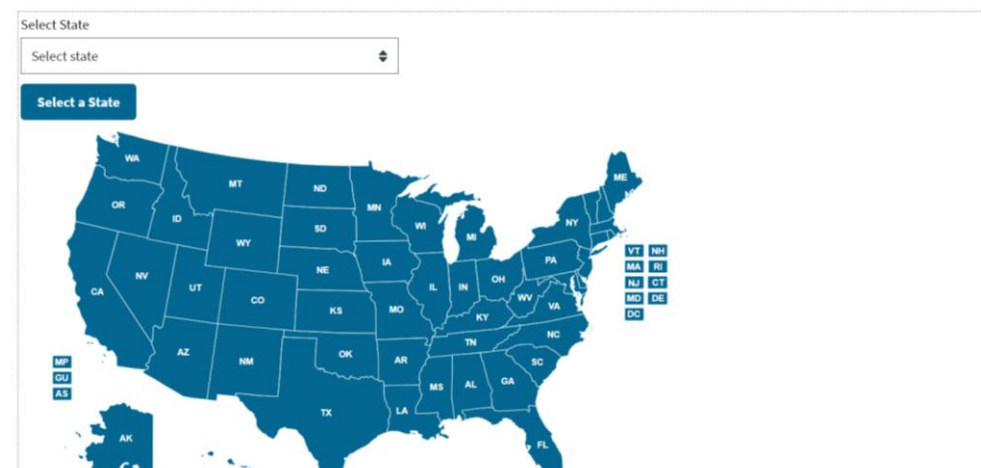 Select State
Select state
Select a State
WA
ME
MT
ND
OR
MN
ID
SD
WI
NY
MI
WY
VT NH
PA
IA
MA RI
NE
NV
OH
NJ CT
UT
IL
IN
CA
CO
WV
MD DE
VA
KS
MO
DC
KY
NC
TN
AZ
OK
AR
NM
SC
MP
GU
GA
AS
MS
AL
TX
LA
AK
FL